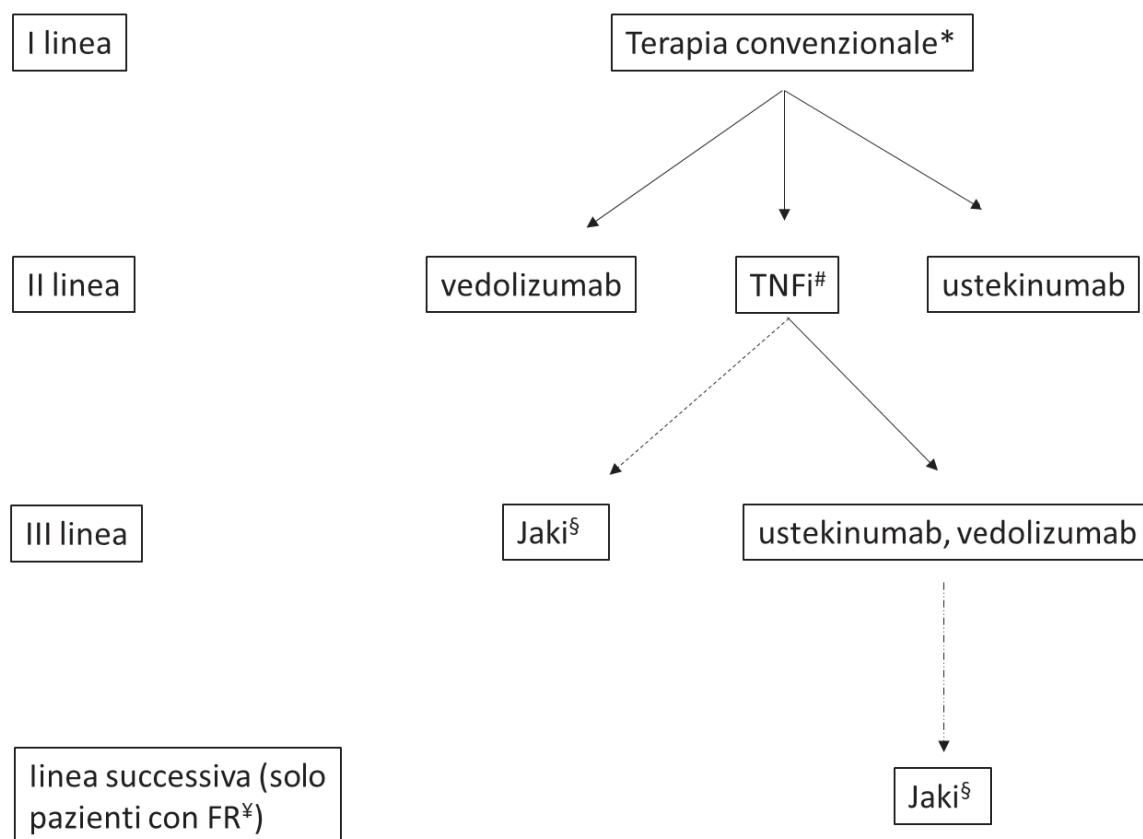 I linea
Terapia convenzionale*
II linea
vedolizumab
TNFi#
ustekinumab
III linea
Jaki§
ustekinumab, vedolizumab
linea successiva (solo
pazienti con FR¥)
Jaki§